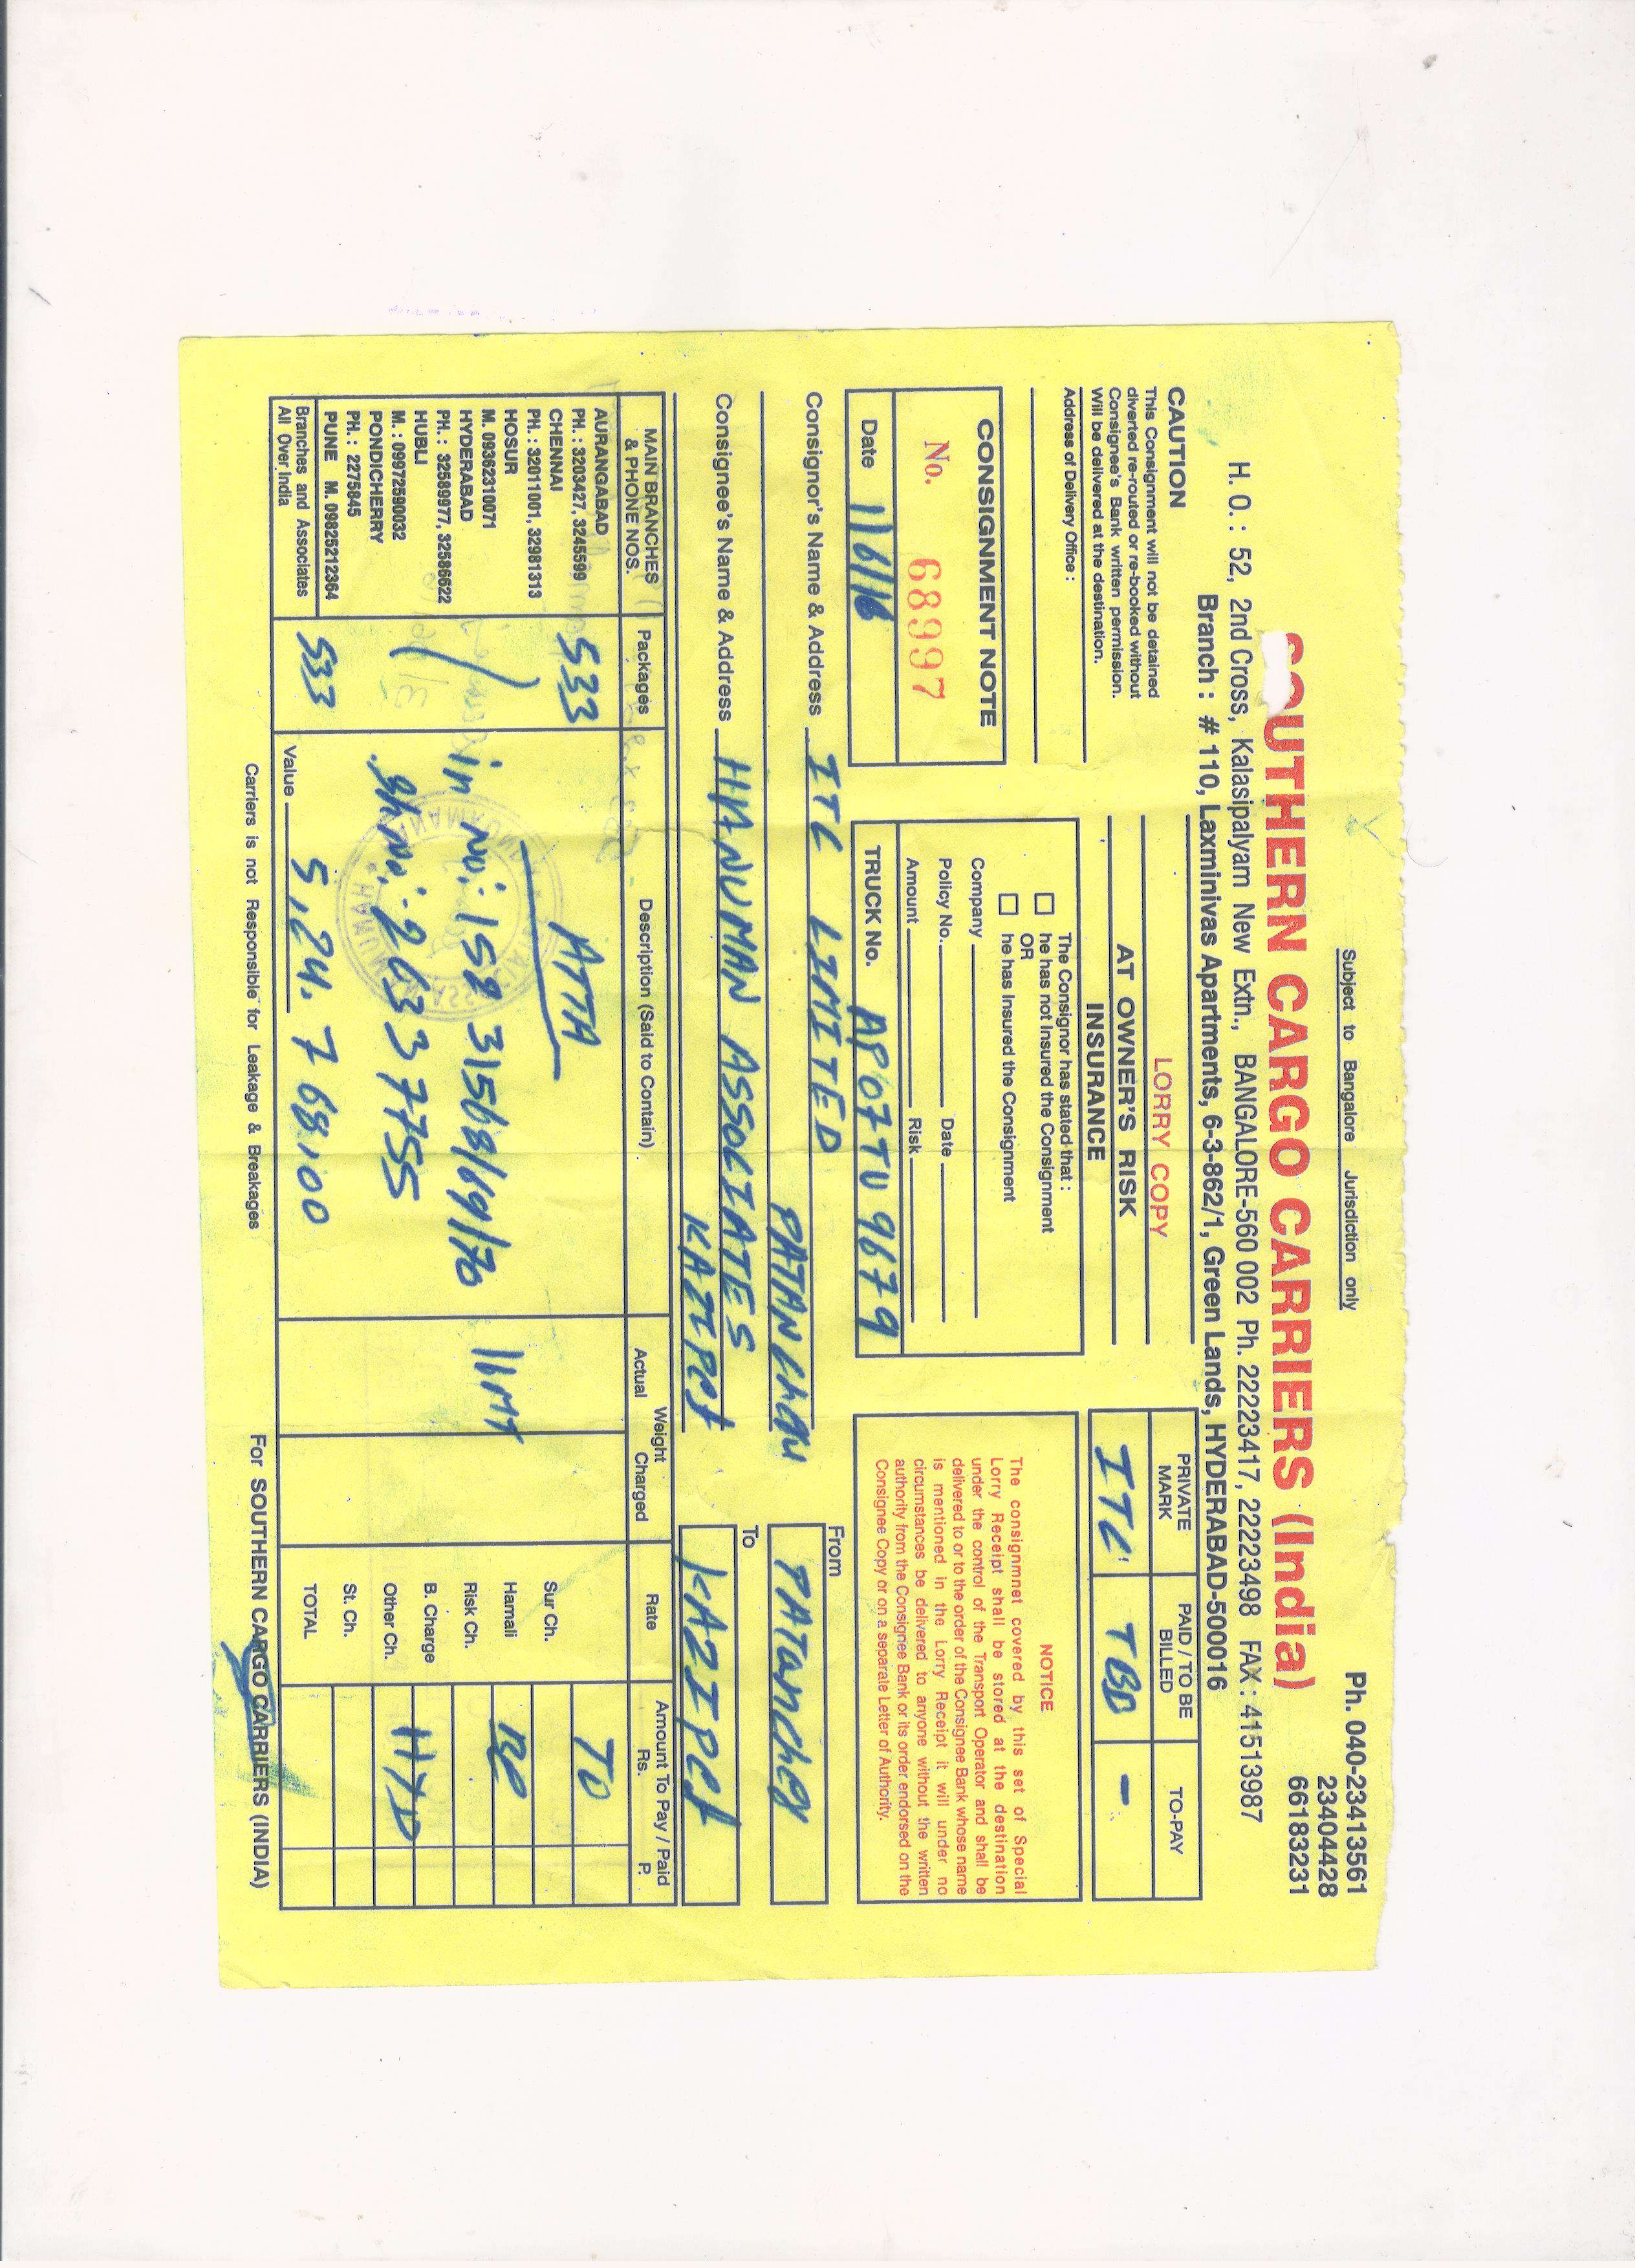 Subject to Bangalore Jurisdiction only
Ph. 040-23413561
23404428
66183231
SOUTHERN CARGO CARRIERS (India)
H. O. : 52, 2nd Cross, Kalasipalyam New Extn., BANGALORE-560 002 Ph. 22223417, 22223498 FAX : 41513987
Branch : # 110, Laxminivas Apartments, 6-3-862/1, Green Lands, HYDERABAD-500016
CAUTION
This Consignment will not be detained
diverted re-routed or re-booked without
Consignee's Bank written permission.
Will be delivered at the destination.
Address of Delivery Office :
LORRY COPY
AT OWNER'S RISK
INSURANCE
The Consignor has stated that :
he has not Insured the Consignment
OR
he has Insured the Consignment
Company
Policy No. Date
Amount Risk
TRUCK No. AP07TU 9679
PRIVATE MARK PAID / TO BE BILLED TO-PAY
ITC TBB -
NOTICE
The consignmnet covered by this set of Special
Lorry Receipt shall be stored at the destination
under the control of the Transport Operator and shall be
delivered to or to the order of the Consignee Bank whose name
is mentioned in the Lorry Receipt it will under no
circumstances be delivered to anyone without the written
authority from the Consignee Bank or its order endorsed on the
Consignee Copy or on a separate Letter of Authority.
CONSIGNMENT NOTE
No. 68997
Date 1/6/16
Consignor's Name & Address ITC LIMITED
PATANCheru
From
PATancher
Consignee's Name & Address HANUMAN ASSOCIATES
KAZIPet
To
KAZIPet
MAIN BRANCHES & PHONE NOS. Packages Description (Said to Contain) Weight Actual Charged Rate Amount To Pay / Paid Rs. P.
AURANGABAD
PH. : 3203427, 3245599
CHENNAI
PH. : 32011001, 32981313
HOSUR
M. 09362310071
HYDERABAD
PH. : 32589977, 32586622
HUBLI
M. : 09972590032
PONDICHERRY
PH. : 2275845
PUNE M. 09825212364
Branches and Associates
All Over India
533
533
ATTA
in No:- 152 31568/69/70
Sh No:- 2633 7755
Value 5,24,768.00
16MT
Sur Ch.
Hamali
Risk Ch.
B. Charge
Other Ch.
St. Ch.
TOTAL
TO
Be
HYD
Carriers is not Responsible for Leakage & Breakages
For SOUTHERN CARGO CARRIERS (INDIA)